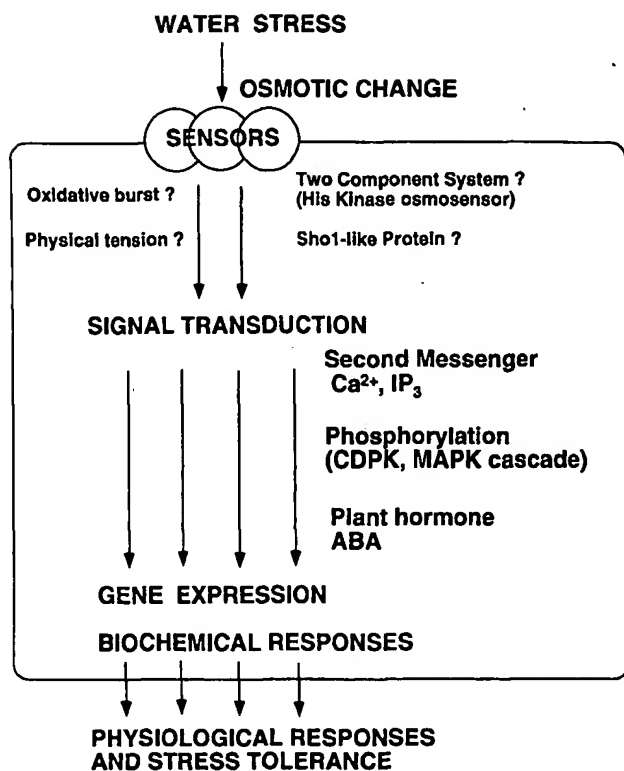 WATER STRESS
OSMOTIC CHANGE
SENSORS
Oxidative burst ?
Two Component System ?
(His Kinase osmosensor)
Physical tension ?
Sho1-like Protein ?
SIGNAL TRANSDUCTION
Second Messenger
Ca²⁺, IP₃
Phosphorylation
(CDPK, MAPK cascade)
Plant hormone
ABA
GENE EXPRESSION
BIOCHEMICAL RESPONSES
PHYSIOLOGICAL RESPONSES
AND STRESS TOLERANCE